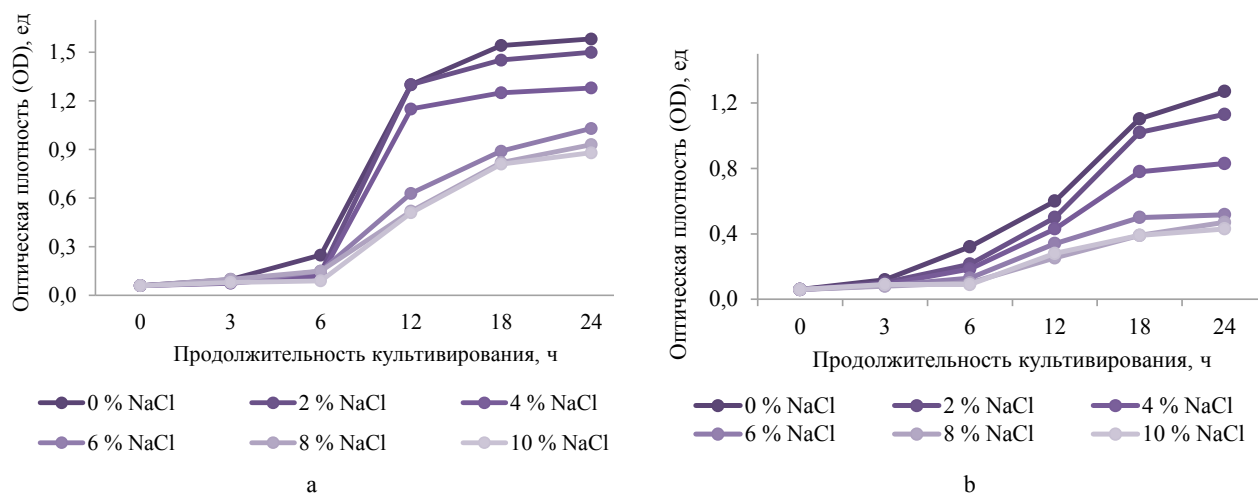 Оптическая плотность (OD), ед
1,5
1,2
0,9
0,6
0,3
0,0
0 3 6 12 18 24
Продолжительность культивирования, ч
0 % NaCl 2 % NaCl 4 % NaCl
6 % NaCl 8 % NaCl 10 % NaCl
a
Оптическая плотность (OD), ед
1,2
0,8
0,4
0,0
0 3 6 12 18 24
Продолжительность культивирования, ч
0 % NaCl 2 % NaCl 4 % NaCl
6 % NaCl 8 % NaCl 10 % NaCl
b